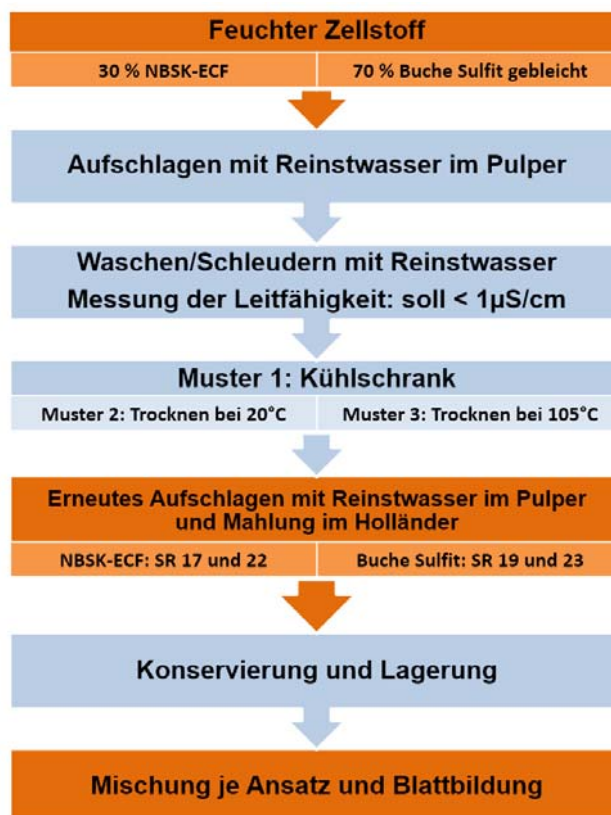 Feuchter Zellstoff
30 % NBSK-ECF
70 % Buche Sulfit gebleicht
Aufschlagen mit Reinstwasser im Pulper
Waschen/Schleudern mit Reinstwasser
Messung der Leitfähigkeit: soll < 1µS/cm
Muster 1: Kühlschrank
Muster 2: Trocknen bei 20°C
Muster 3: Trocknen bei 105°C
Erneutes Aufschlagen mit Reinstwasser im Pulper
und Mahlung im Holländer
NBSK-ECF: SR 17 und 22
Buche Sulfit: SR 19 und 23
Konservierung und Lagerung
Mischung je Ansatz und Blattbildung